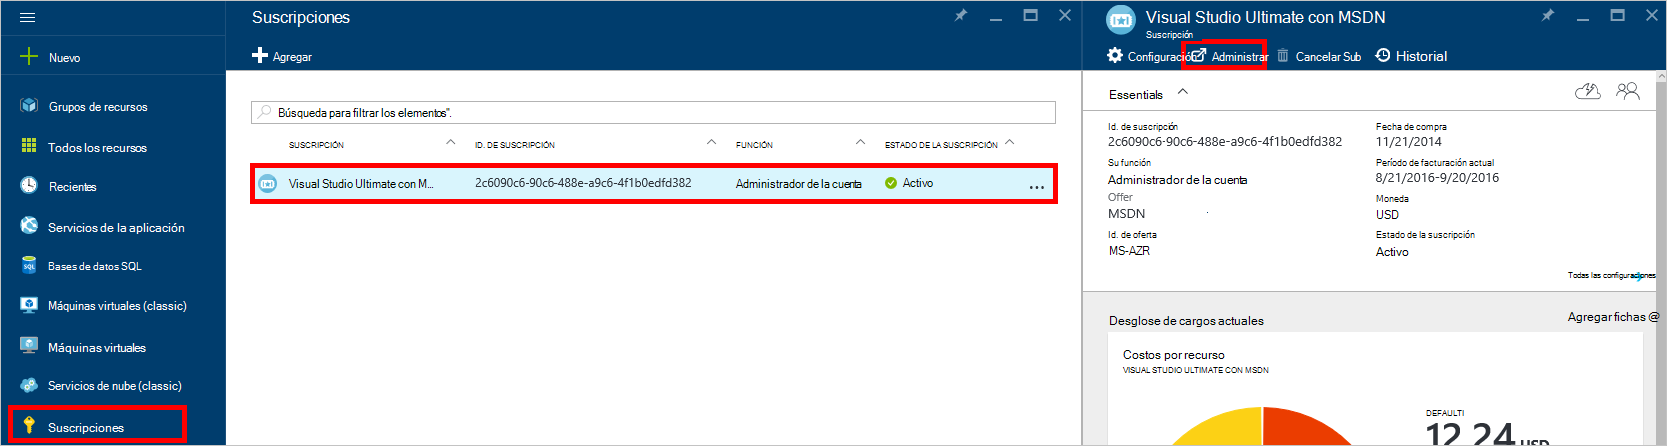 Nuevo
Grupos de recursos
Todos los recursos
Recientes
Servicios de la aplicación
SQL
Bases de datos SQL
Máquinas virtuales (classic)
Máquinas virtuales
Servicios de nube (classic)
Suscripciones
Suscripciones
Agregar
Búsqueda para filtrar los elementos".
SUSCRIPCIÓN ID. DE SUSCRIPCIÓN FUNCIÓN ESTADO DE LA SUSCRIPCIÓN
Visual Studio Ultimate con M... 2c6090c6-90c6-488e-a9c6-4f1b0edfd382 Administrador de la cuenta Activo ...
Visual Studio Ultimate con MSDN
Suscripción
Configuración Administrar Cancelar Sub Historial
Essentials
Id. de suscripción
2c6090c6-90c6-488e-a9c6-4f1b0edfd382
Su función
Administrador de la cuenta
Offer
MSDN
Id. de oferta
MS-AZR
Fecha de compra
11/21/2014
Período de facturación actual
8/21/2016-9/20/2016
Moneda
USD
Estado de la suscripción
Activo
Todas las configuraciones
Desglose de cargos actuales
Agregar fichas @
Costos por recurso
VISUAL STUDIO ULTIMATE CON MSDN
DEFAULTI
12.24 USD